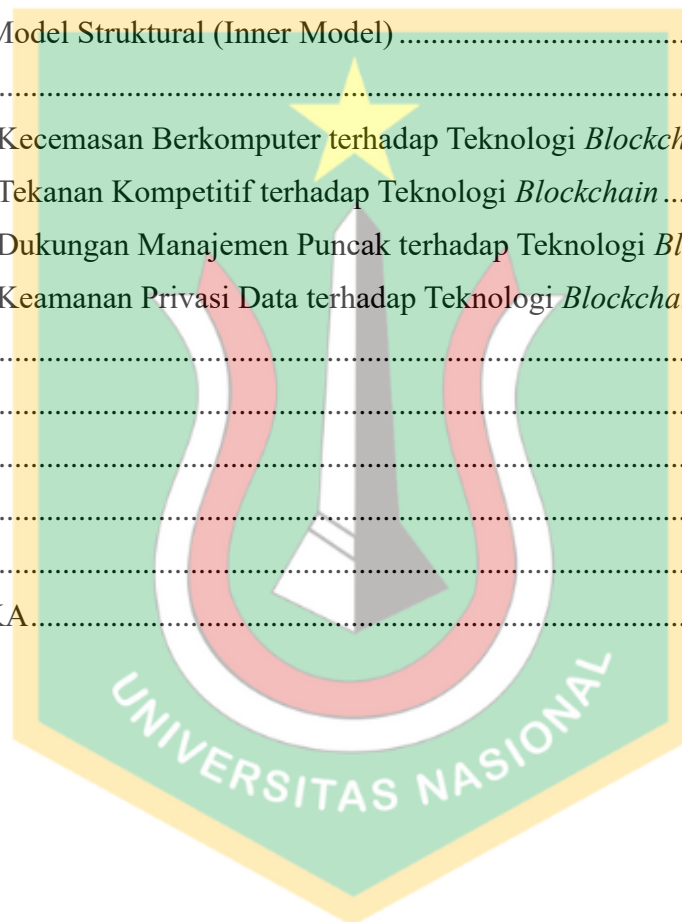 Model Struktural (Inner Model) ....................................
....................................................................................
Kecemasan Berkomputer terhadap Teknologi
Tekanan Kompetitif terhadap Teknologi Blockchain ...
Dukungan Manajemen Puncak terhadap Teknologi
Keamanan Privasi Data terhadap Teknologi
....................................................................................
....................................................................................
....................................................................................
....................................................................................
....................................................................................
KA....................................................................................
UNIVERSITAS NASIONAL